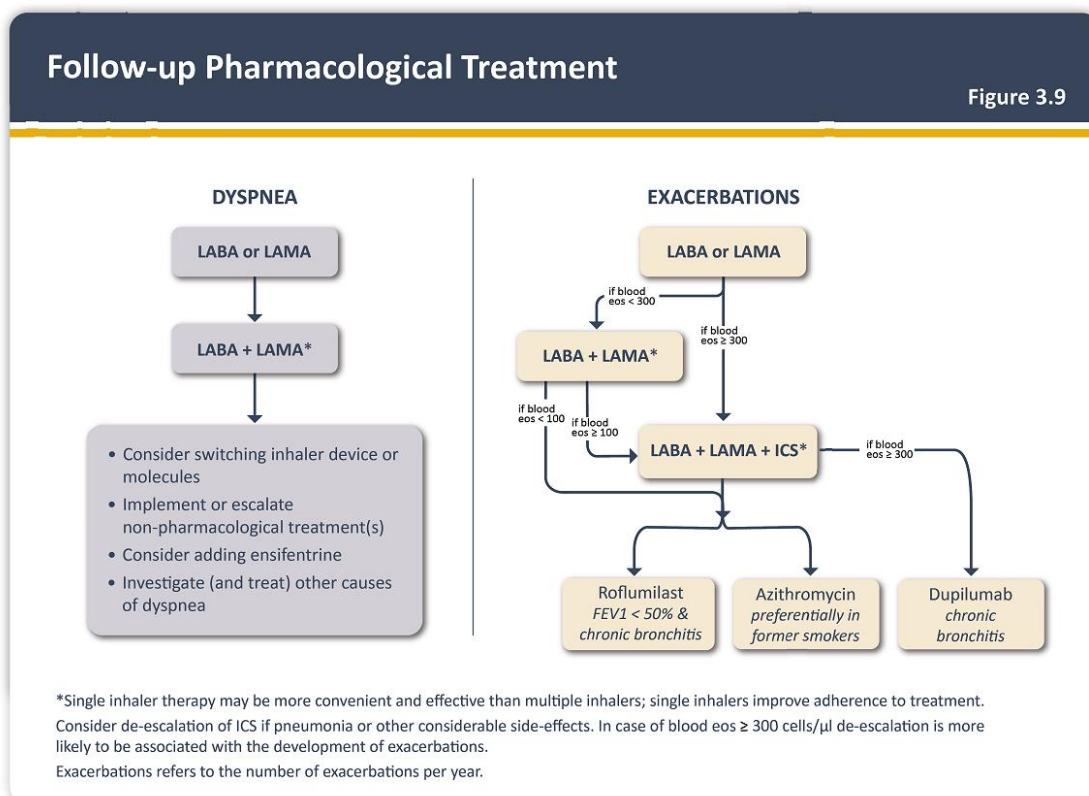 Follow-up Pharmacological Treatment
Figure 3.9
DYSPNEA
LABA or LAMA
LABA + LAMA*
• Consider switching inhaler device or
molecules
• Implement or escalate
non-pharmacological treatment(s)
• Consider adding ensifentrine
• Investigate (and treat) other causes
of dyspnea
EXACERBATIONS
LABA or LAMA
if blood
eos < 300
if blood
eos ≥ 300
LABA + LAMA*
if blood
eos < 100
if blood
eos ≥ 100
LABA + LAMA + ICS*
if blood
eos ≥ 300
Roflumilast
FEV1 < 50% &
chronic bronchitis
Azithromycin
preferentially in
former smokers
Dupilumab
chronic
bronchitis
*Single inhaler therapy may be more convenient and effective than multiple inhalers; single inhalers improve adherence to treatment.
Consider de-escalation of ICS if pneumonia or other considerable side-effects. In case of blood eos ≥ 300 cells/µl de-escalation is more
likely to be associated with the development of exacerbations.
Exacerbations refers to the number of exacerbations per year.